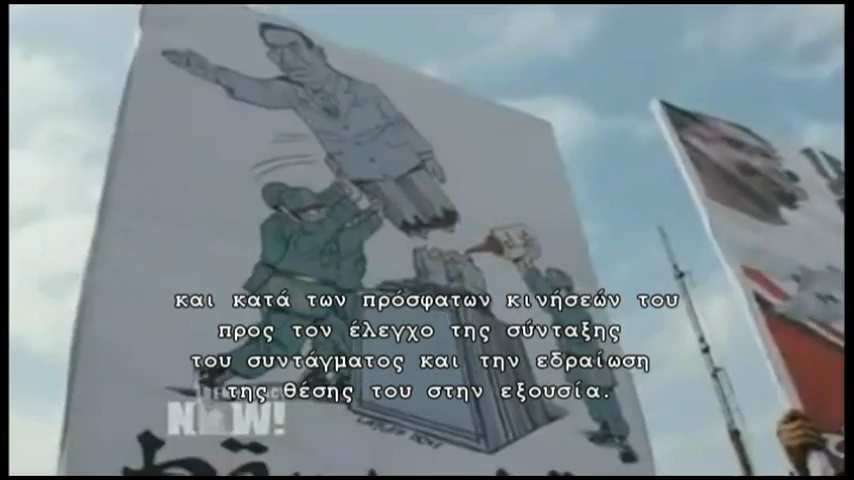 και κατά των πρόσφατων κινήσεών του
προς τον έλεγχο της σύνταξης
του συντάγματος και την εδραίωση
της θέσης του στην εξουσία.
NOW!